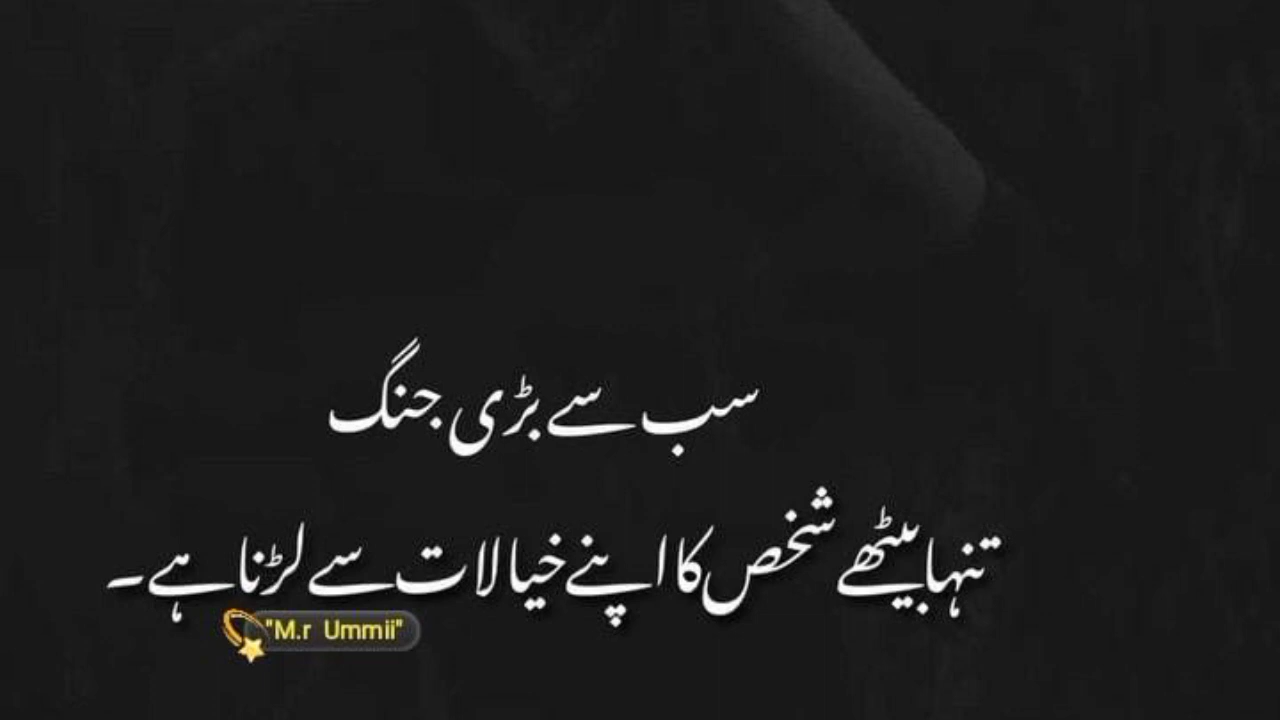 سب سے بڑی جنگ
تنہا بیٹھے شخص کا اپنے خیالات سے لڑنا ہے۔
"M.r Ummii"